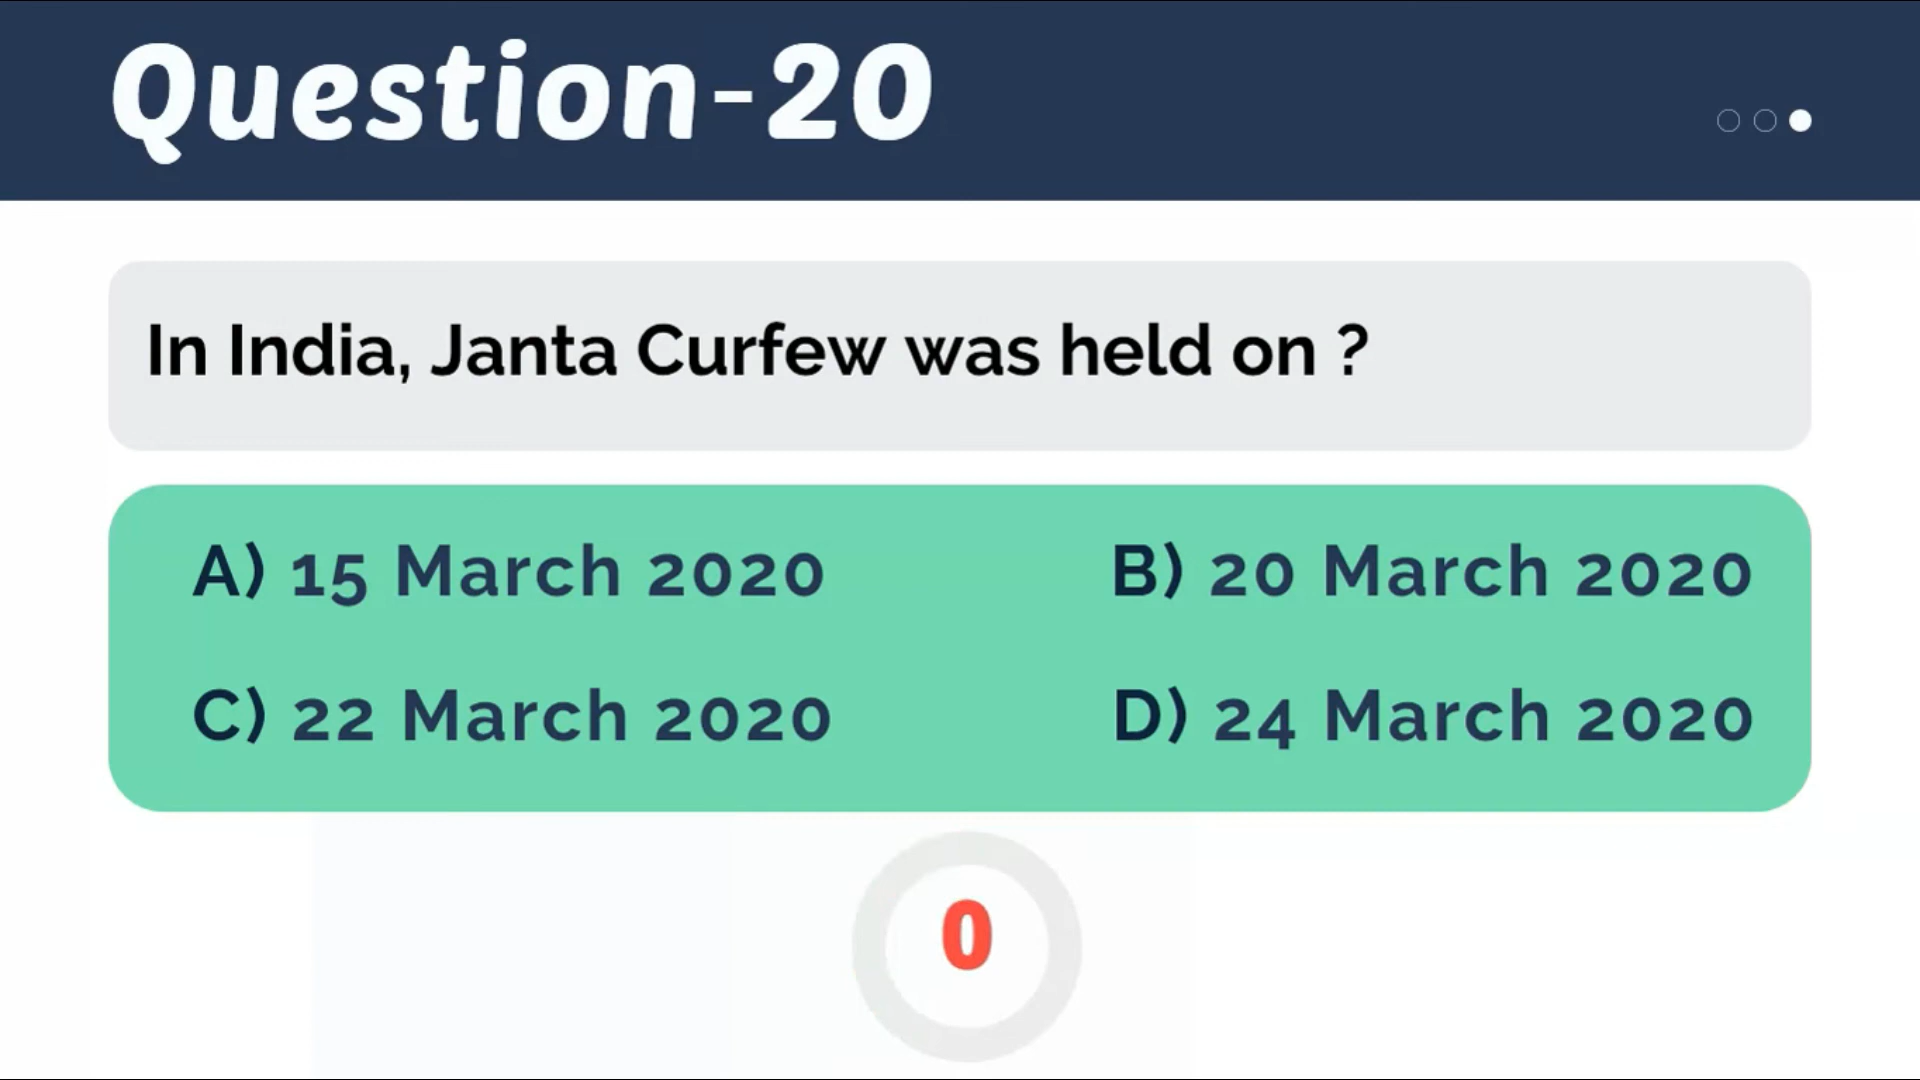 Question-20
In India, Janta Curfew was held on ?
A) 15 March 2020
B) 20 March 2020
C) 22 March 2020
D) 24 March 2020
0